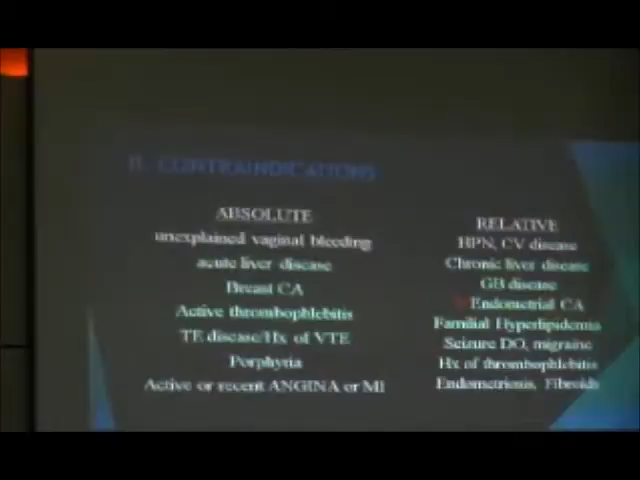 II. CONTRAINDICATIONS
ABSOLUTE
unexplained vaginal bleeding
acute liver disease
Breast CA
Active thrombophlebitis
TE disease/Hx of VTE
Porphyria
Active or recent ANGINA or MI
RELATIVE
HPN, CV disease
Chronic liver disease
GB disease
Endometrial CA
Familial Hyperlipidemia
Seizure DO, migraine
Hx of thrombophlebitis
Endometriosis, Fibroids